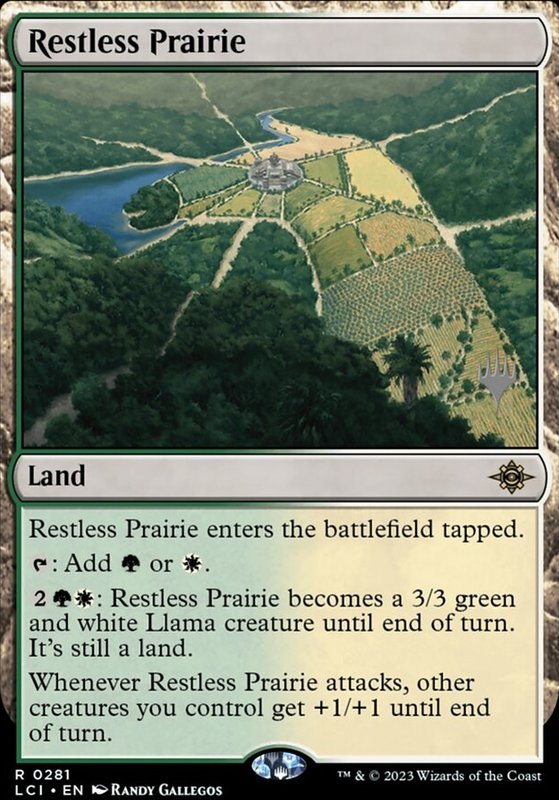 Restless Prairie
Land
Restless Prairie enters the battlefield tapped.
: Add or .
2 : Restless Prairie becomes a 3/3 green
and white Llama creature until end of turn.
It's still a land.
Whenever Restless Prairie attacks, other
creatures you control get +1/+1 until end
of turn.
R 0281
LCI • EN RANDY GALLEGOS
™ & © 2023 Wizards of the Coast